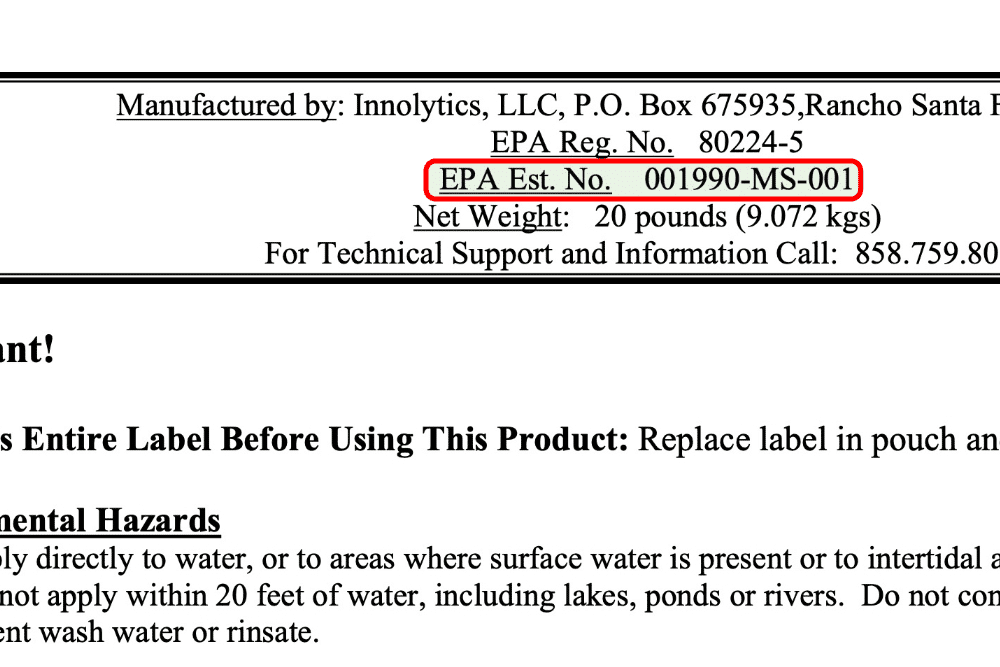 Manufactured by: Innolytics, LLC, P.O. Box 675935,Rancho Santa
EPA Reg. No. 80224-5
EPA Est. No. 001990-MS-001
Net Weight: 20 pounds (9.072 kgs)
For Technical Support and Information Call: 858.759.80
ant!
s Entire Label Before Using This Product: Replace label in pouch an
mental Hazards
ply directly to water, or to areas where surface water is present or to intertidal a
not apply within 20 feet of water, including lakes, ponds or rivers. Do not con
ent wash water or rinsate.